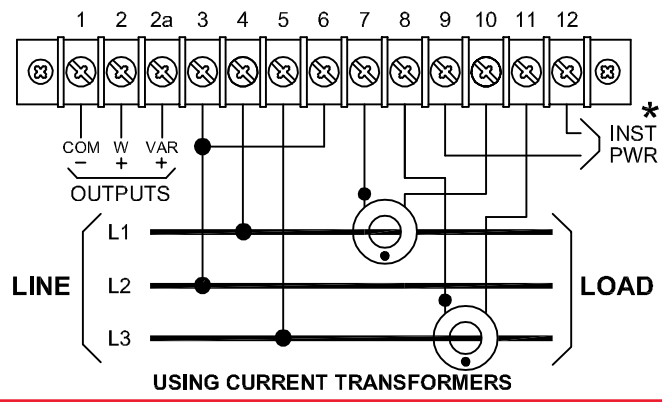 1 2 2a 3 4 5 6 7 8 9 10 11 12
*
COM W VAR INST
− + + PWR
OUTPUTS
L1
LINE L2 LOAD
L3
USING CURRENT TRANSFORMERS